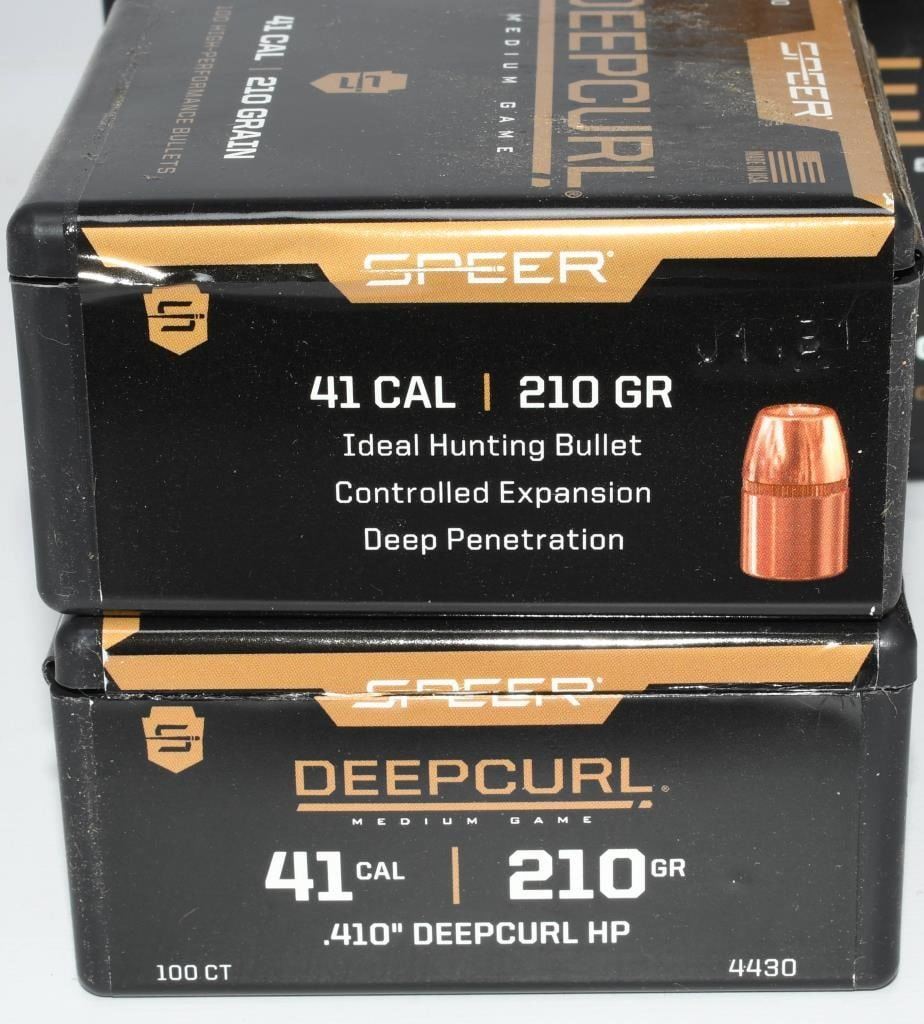 DEEPCURL®
MEDIUM GAME
41 CAL | 210 GRAIN
100 HIGH-PERFORMANCE BULLETS
SPEER
MADE IN USA
SPEER
41 CAL | 210 GR
Ideal Hunting Bullet
Controlled Expansion
Deep Penetration
SPEER
DEEPCURL®
MEDIUM GAME
41 CAL | 210 GR
.410" DEEPCURL HP
100 CT
4430